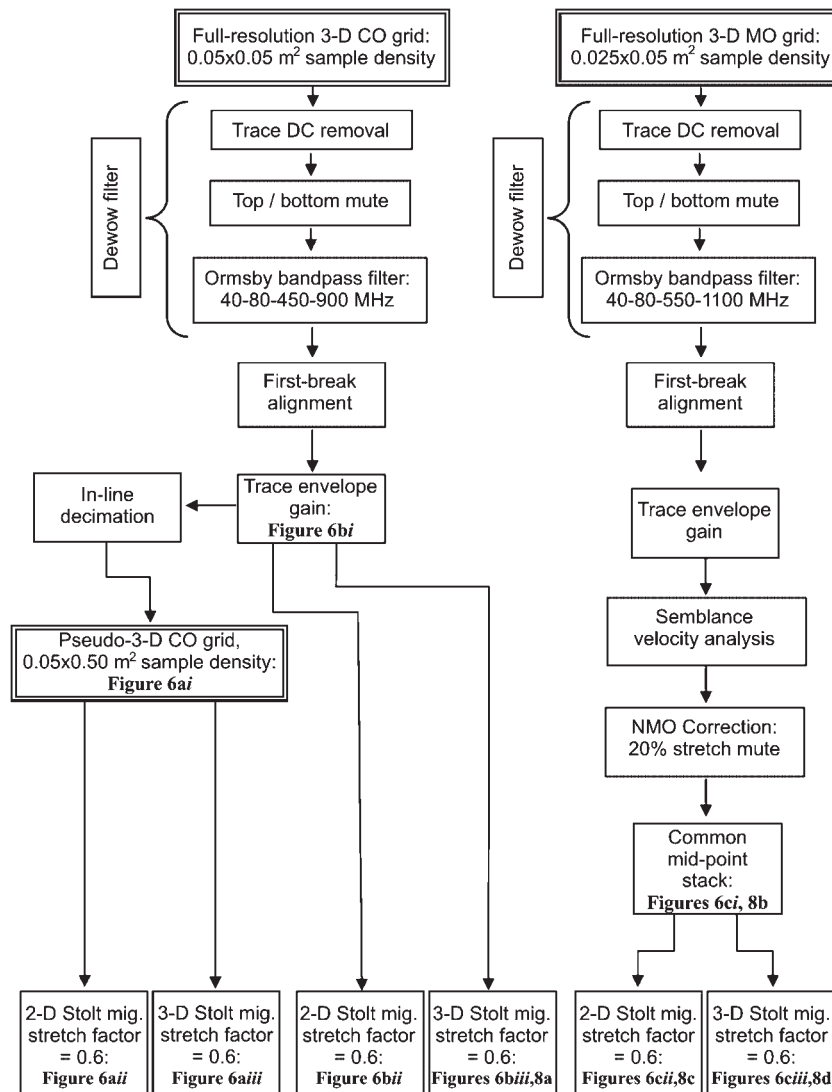 Full-resolution 3-D CO grid:
0.05x0.05 m² sample density
Dewow filter
Trace DC removal
Top / bottom mute
Ormsby bandpass filter:
40-80-450-900 MHz
First-break
alignment
Trace envelope
gain:
Figure 6bi
In-line
decimation
Pseudo-3-D CO grid,
0.05x0.50 m² sample density:
Figure 6ai
2-D Stolt mig.
stretch factor
= 0.6:
Figure 6aii
3-D Stolt mig.
stretch factor
= 0.6:
Figure 6aiii
2-D Stolt mig.
stretch factor
= 0.6:
Figure 6bii
3-D Stolt mig.
stretch factor
= 0.6:
Figures 6biii,8a
Full-resolution 3-D MO grid:
0.025x0.05 m² sample density
Dewow filter
Trace DC removal
Top / bottom mute
Ormsby bandpass filter:
40-80-550-1100 MHz
First-break
alignment
Trace envelope
gain
Semblance
velocity analysis
NMO Correction:
20% stretch mute
Common
mid-point
stack:
Figures 6ci, 8b
2-D Stolt mig.
stretch factor
= 0.6:
Figures 6cii,8c
3-D Stolt mig.
stretch factor
= 0.6:
Figures 6ciii,8d